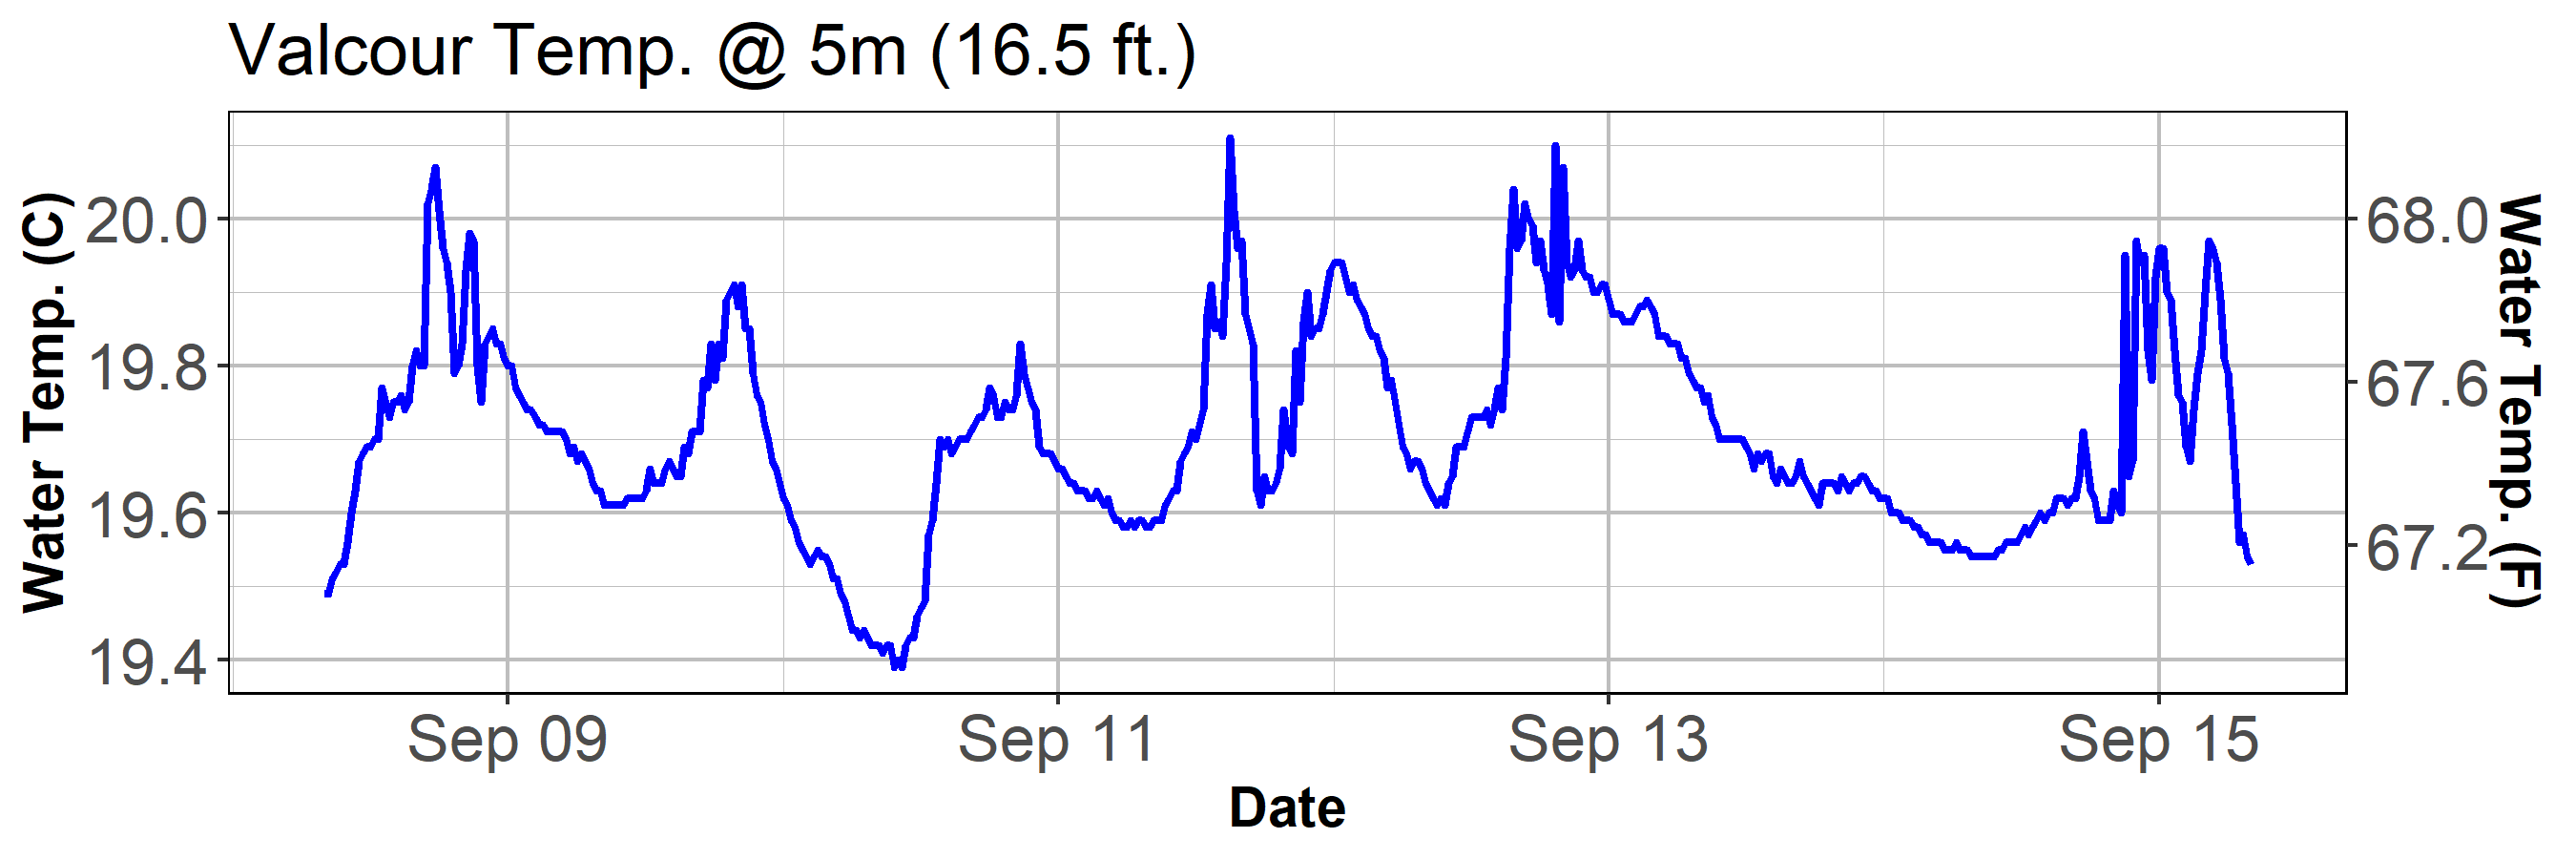 Valcour Temp. @ 5m (16.5 ft.)
Water Temp. (C)
20.0
19.8
19.6
19.4
68.0
67.6
67.2
Water Temp. (F)
Sep 09
Sep 11
Sep 13
Sep 15
Date